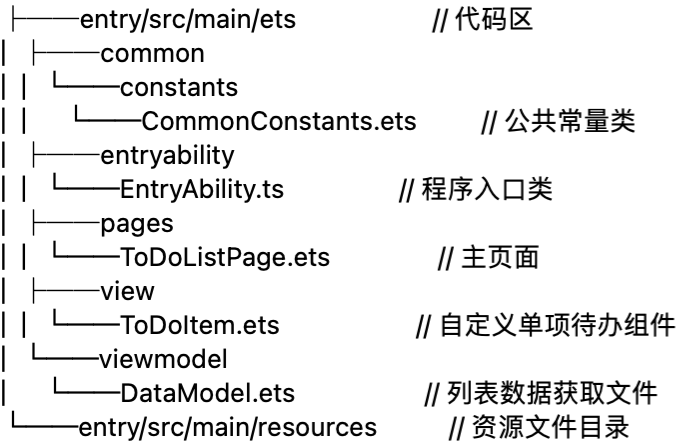 ├──entry/src/main/ets // 代码区
│ ├──common
│ │ └──constants
│ │ └──CommonConstants.ets // 公共常量类
│ ├──entryability
│ │ └──EntryAbility.ts // 程序入口类
│ ├──pages
│ │ └──ToDoListPage.ets // 主页面
│ ├──view
│ │ └──ToDoItem.ets // 自定义单项待办组件
│ └──viewmodel
│ └──DataModel.ets // 列表数据获取文件
└──entry/src/main/resources // 资源文件目录